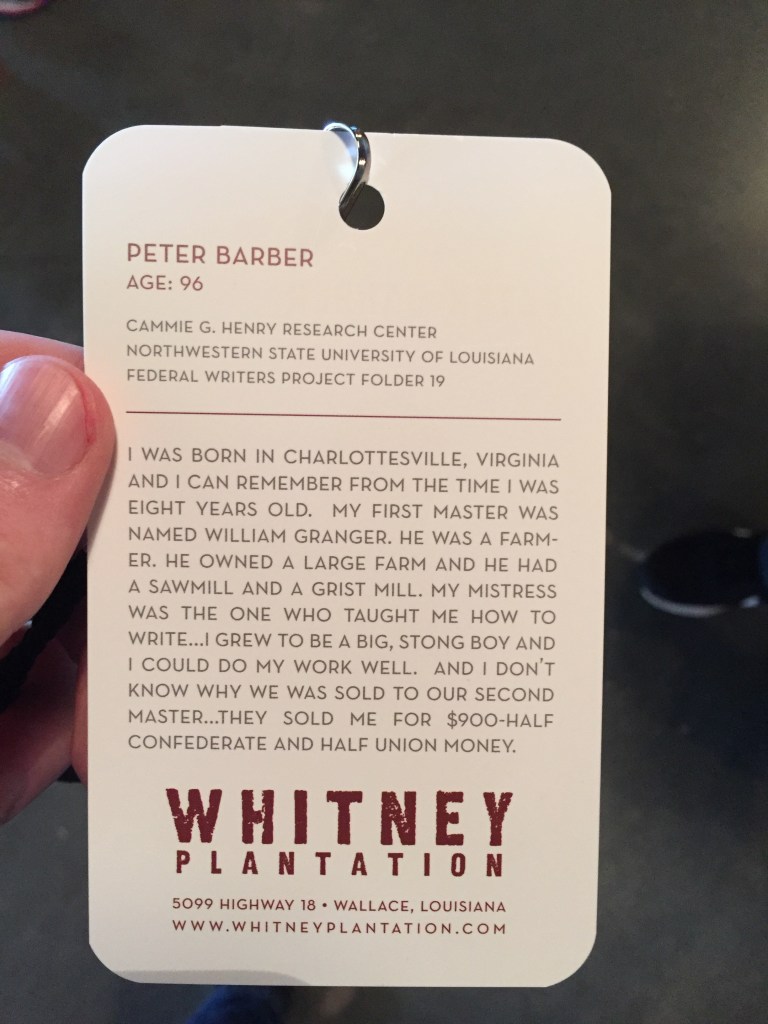 PETER BARBER
AGE: 96
CAMMIE G. HENRY RESEARCH CENTER
NORTHWESTERN STATE UNIVERSITY OF LOUISIANA
FEDERAL WRITERS PROJECT FOLDER 19
I WAS BORN IN CHARLOTTESVILLE, VIRGINIA
AND I CAN REMEMBER FROM THE TIME I WAS
EIGHT YEARS OLD. MY FIRST MASTER WAS
NAMED WILLIAM GRANGER. HE WAS A FARM-
ER. HE OWNED A LARGE FARM AND HE HAD
A SAWMILL AND A GRIST MILL. MY MISTRESS
WAS THE ONE WHO TAUGHT ME HOW TO
WRITE...I GREW TO BE A BIG, STONG BOY AND
I COULD DO MY WORK WELL. AND I DON'T
KNOW WHY WE WAS SOLD TO OUR SECOND
MASTER...THEY SOLD ME FOR $900-HALF
CONFEDERATE AND HALF UNION MONEY.
WHITNEY
PLANTATION
5099 HIGHWAY 18 • WALLACE, LOUISIANA
WWW.WHITNEYPLANTATION.COM